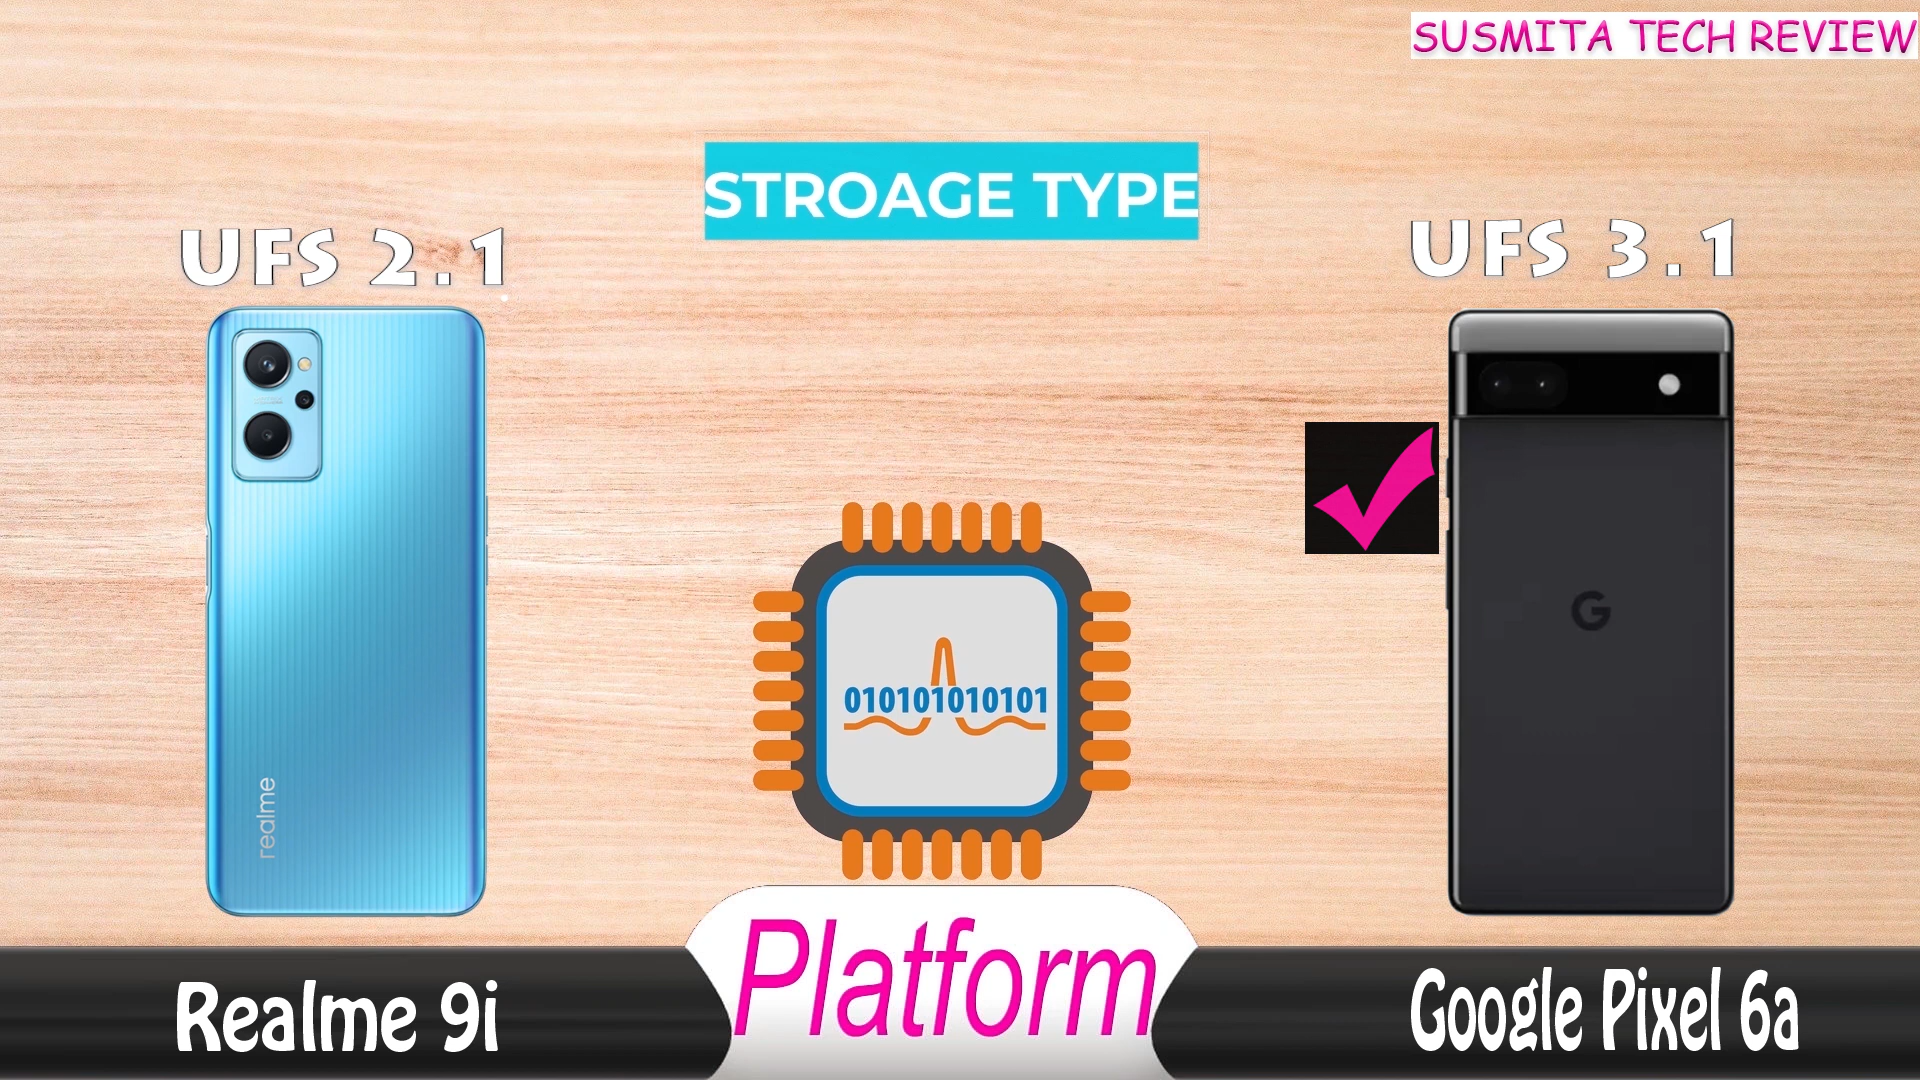 SUSMITA TECH REVIEW
STROAGE TYPE
UFS 2.1
UFS 3.1
realme
G
010101010101
Platform
Realme 9i
Google Pixel 6a